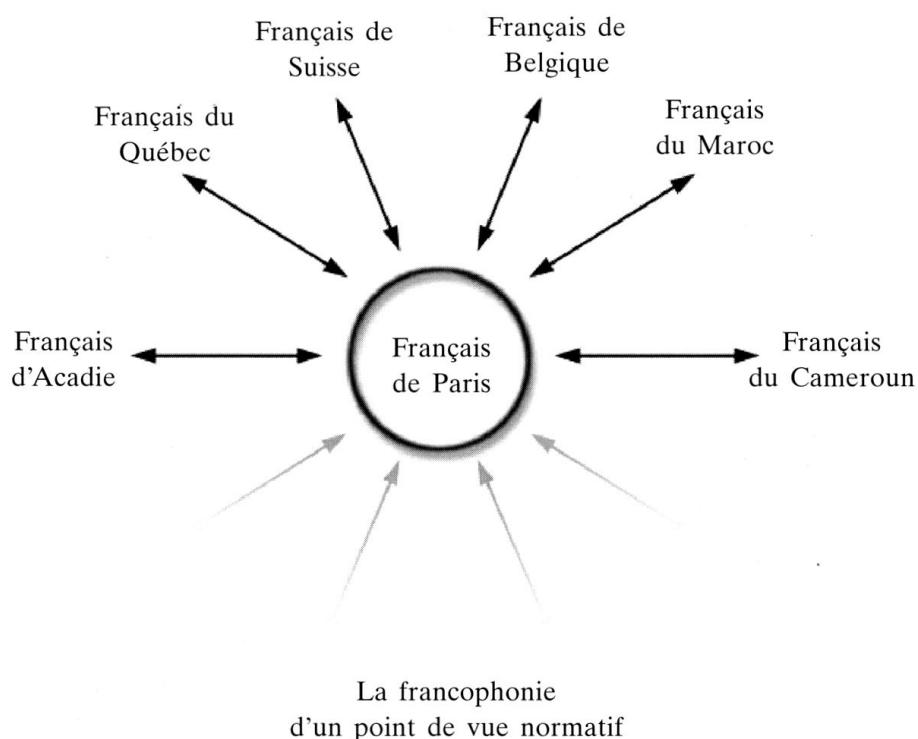 Français de
Suisse
Français de
Belgique
Français du
Québec
Français
du Maroc
Français
d'Acadie
Français
de Paris
Français
du Cameroun
La francophonie
d'un point de vue normatif